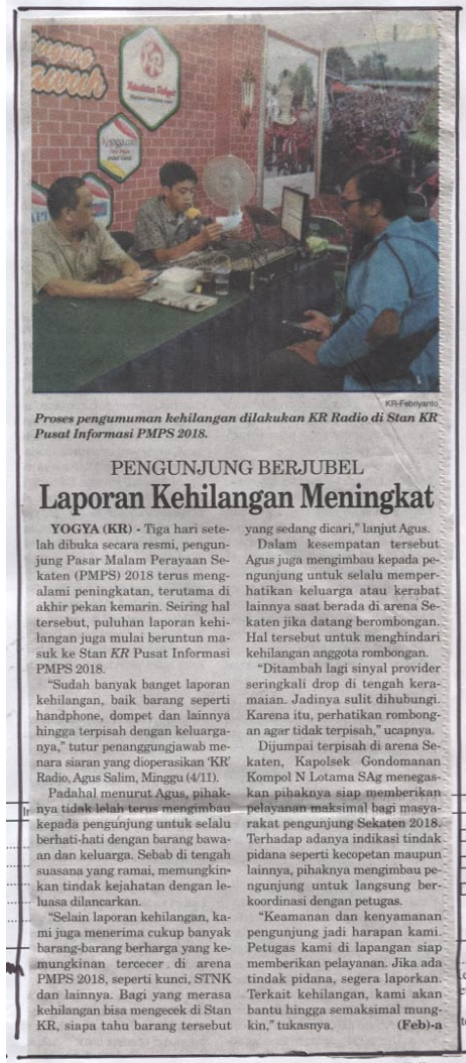 Kedaulatan Rakyat
KR-Febriyanto
Proses pengumuman kehilangan dilakukan KR Radio di Stan KR
Pusat Informasi PMPS 2018.
PENGUNJUNG BERJUBEL
Laporan Kehilangan Meningkat
YOGYA (KR) - Tiga hari sete-
lah dibuka secara resmi, pengun-
jung Pasar Malam Perayaan Se-
katen (PMPS) 2018 terus meng-
alami peningkatan, terutama di
akhir pekan kemarin. Seiring hal
tersebut, puluhan laporan kehi-
langan juga mulai beruntun ma-
suk ke Stan KR Pusat Informasi
PMPS 2018.
“Sudah banyak banget laporan
kehilangan, baik barang seperti
handphone, dompet dan lainnya
hingga terpisah dengan keluarga-
nya,” tutur penanggungjawab me-
nara siaran yang dioperasikan ‘KR’
Radio, Agus Salim, Minggu (4/11).
Padahal menurut Agus, pihak-
nya tidak lelah terus mengimbau
kepada pengunjung untuk selalu
berhati-hati dengan barang bawa-
an dan keluarga. Sebab di tengah
suasana yang ramai, memungkin-
kan tindak kejahatan dengan le-
luasa dilancarkan.
“Selain laporan kehilangan, ka-
mi juga menerima cukup banyak
barang-barang berharga yang ke-
mungkinan tercecer di arena
PMPS 2018, seperti kunci, STNK
dan lainnya. Bagi yang merasa
kehilangan bisa mengecek di Stan
KR, siapa tahu barang tersebut
yang sedang dicari,” lanjut Agus.
Dalam kesempatan tersebut
Agus juga mengimbau kepada pe-
ngunjung untuk selalu memper-
hatikan keluarga atau kerabat
lainnya saat berada di arena Se-
katen jika datang berombongan.
Hal tersebut untuk menghindari
kehilangan anggota rombongan.
“Ditambah lagi sinyal provider
seringkali drop di tengah kera-
maian. Jadinya sulit dihubungi.
Karena itu, perhatikan rombong-
an agar tidak terpisah,” ucapnya.
Dijumpai terpisah di arena Se-
katen, Kapolsek Gondomanan
Kompol N Lotama SAg menegas-
kan pihaknya siap memberikan
pelayanan maksimal bagi masya-
rakat pengunjung Sekaten 2018.
Terhadap adanya indikasi tindak
pidana seperti kecopetan maupun
lainnya, pihaknya mengimbau pe-
ngunjung untuk langsung ber-
koordinasi dengan petugas.
“Keamanan dan kenyamanan
pengunjung jadi harapan kami.
Petugas kami di lapangan siap
memberikan pelayanan. Jika ada
tindak pidana, segera laporkan.
Terkait kehilangan, kami akan
bantu hingga semaksimal mung-
kin,” tukasnya. (Feb)-a